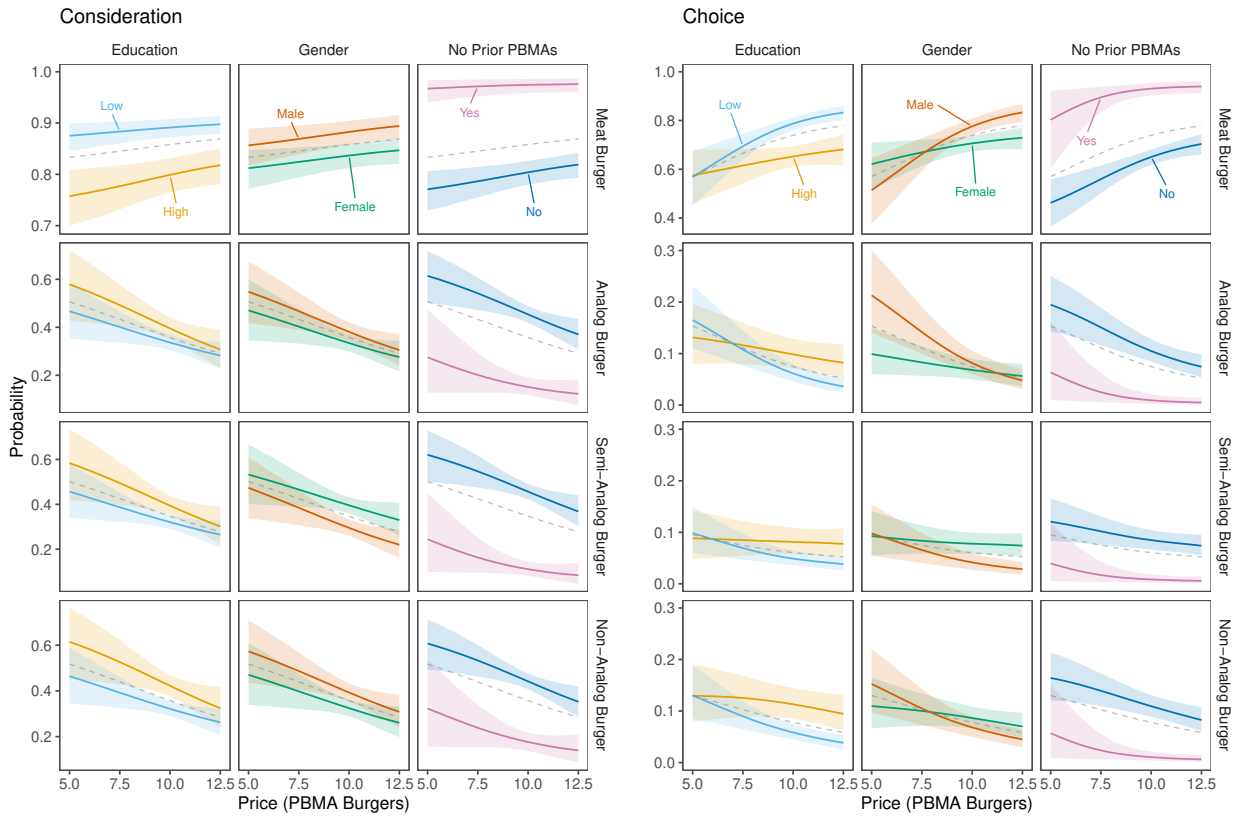 Consideration
Choice
Education
Gender
No Prior PBMAs
Education
Gender
No Prior PBMAs
Probability
1.0
0.9
0.8
0.7
Low
High
Male
Female
Yes
No
1.0
0.8
0.6
0.4
Low
High
Male
Female
Yes
No
Meat Burger
Meat Burger
0.6
0.4
0.2
Analog Burger
0.3
0.2
0.1
0.0
Analog Burger
0.6
0.4
0.2
Semi-Analog Burger
0.3
0.2
0.1
0.0
Semi-Analog Burger
0.6
0.4
0.2
Non-Analog Burger
0.3
0.2
0.1
0.0
Non-Analog Burger
5.0 7.5 10.0 12.5 5.0 7.5 10.0 12.5 5.0 7.5 10.0 12.5
5.0 7.5 10.0 12.5 5.0 7.5 10.0 12.5 5.0 7.5 10.0 12.5
Price (PBMA Burgers)
Price (PBMA Burgers)